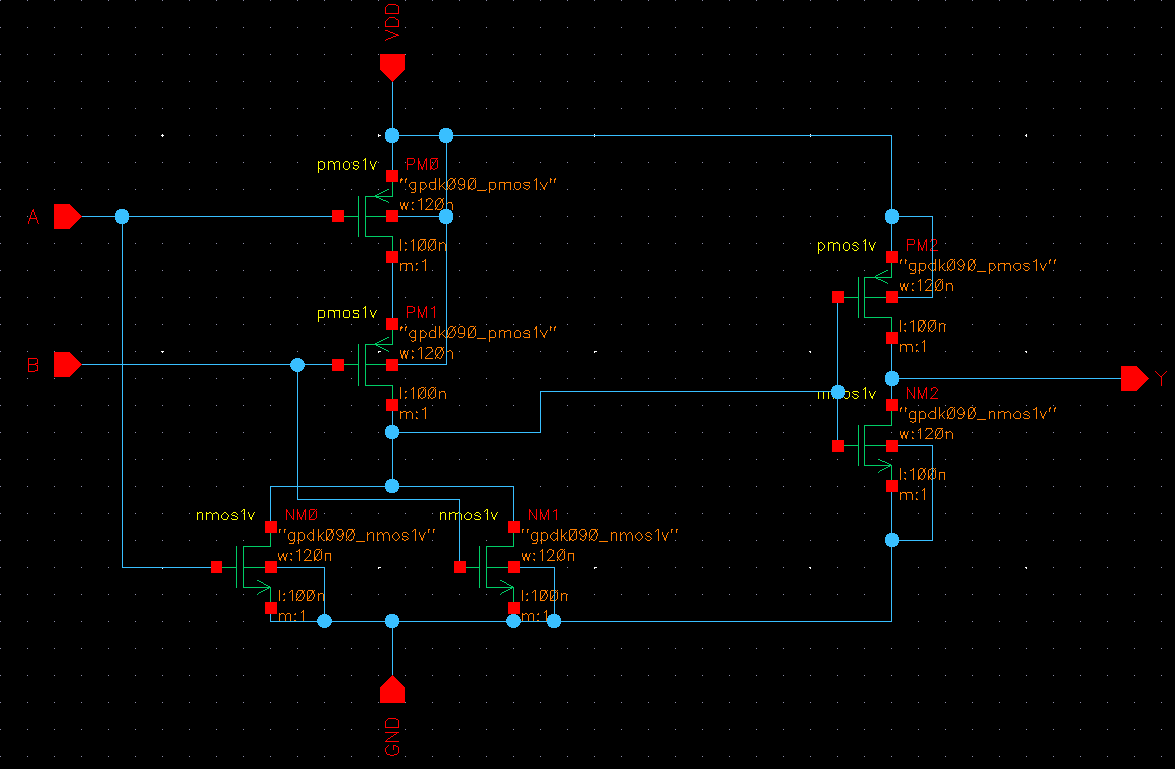 VDD
pmos1v PM0
"gpdk090_pmos1v"
w:120n
A
l:100n
m:1
pmos1v PM2
"gpdk090_pmos1v"
w:120n
l:100n
m:1
pmos1v PM1
"gpdk090_pmos1v"
w:120n
B
l:100n
m:1
Y
nmos1v NM2
"gpdk090_nmos1v"
w:120n
l:100n
m:1
nmos1v NM0
"gpdk090_nmos1v"
w:120n
l:100n
m:1
nmos1v NM1
"gpdk090_nmos1v"
w:120n
l:100n
m:1
GND